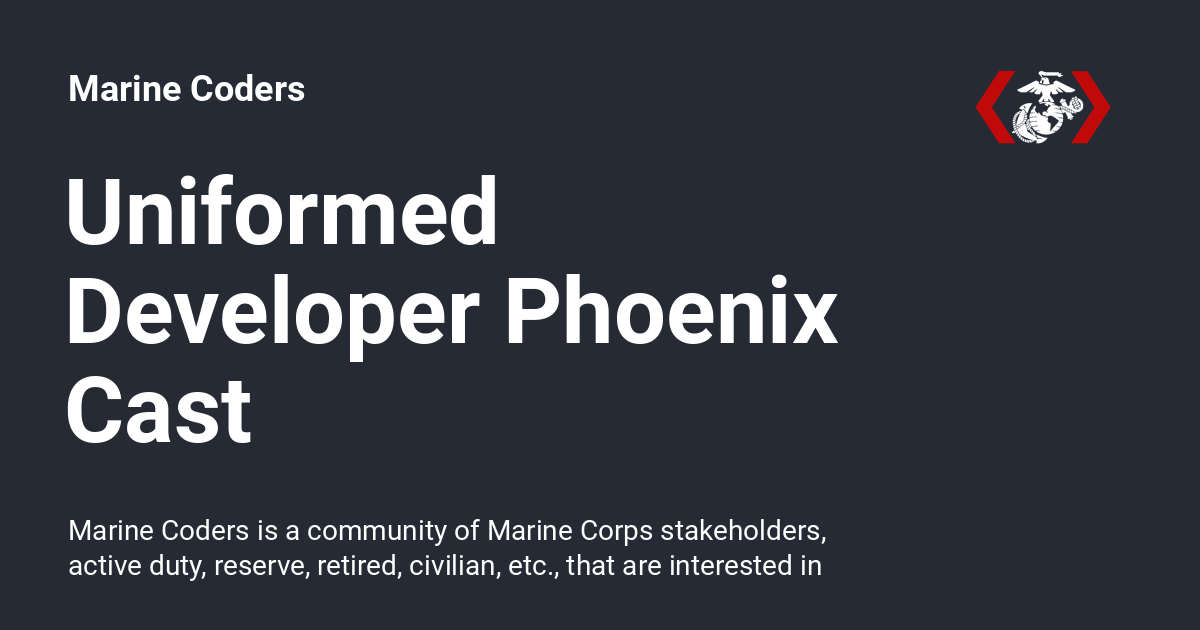 Marine Coders
Uniformed
Developer Phoenix
Cast
Marine Coders is a community of Marine Corps stakeholders,
active duty, reserve, retired, civilian, etc., that are interested in